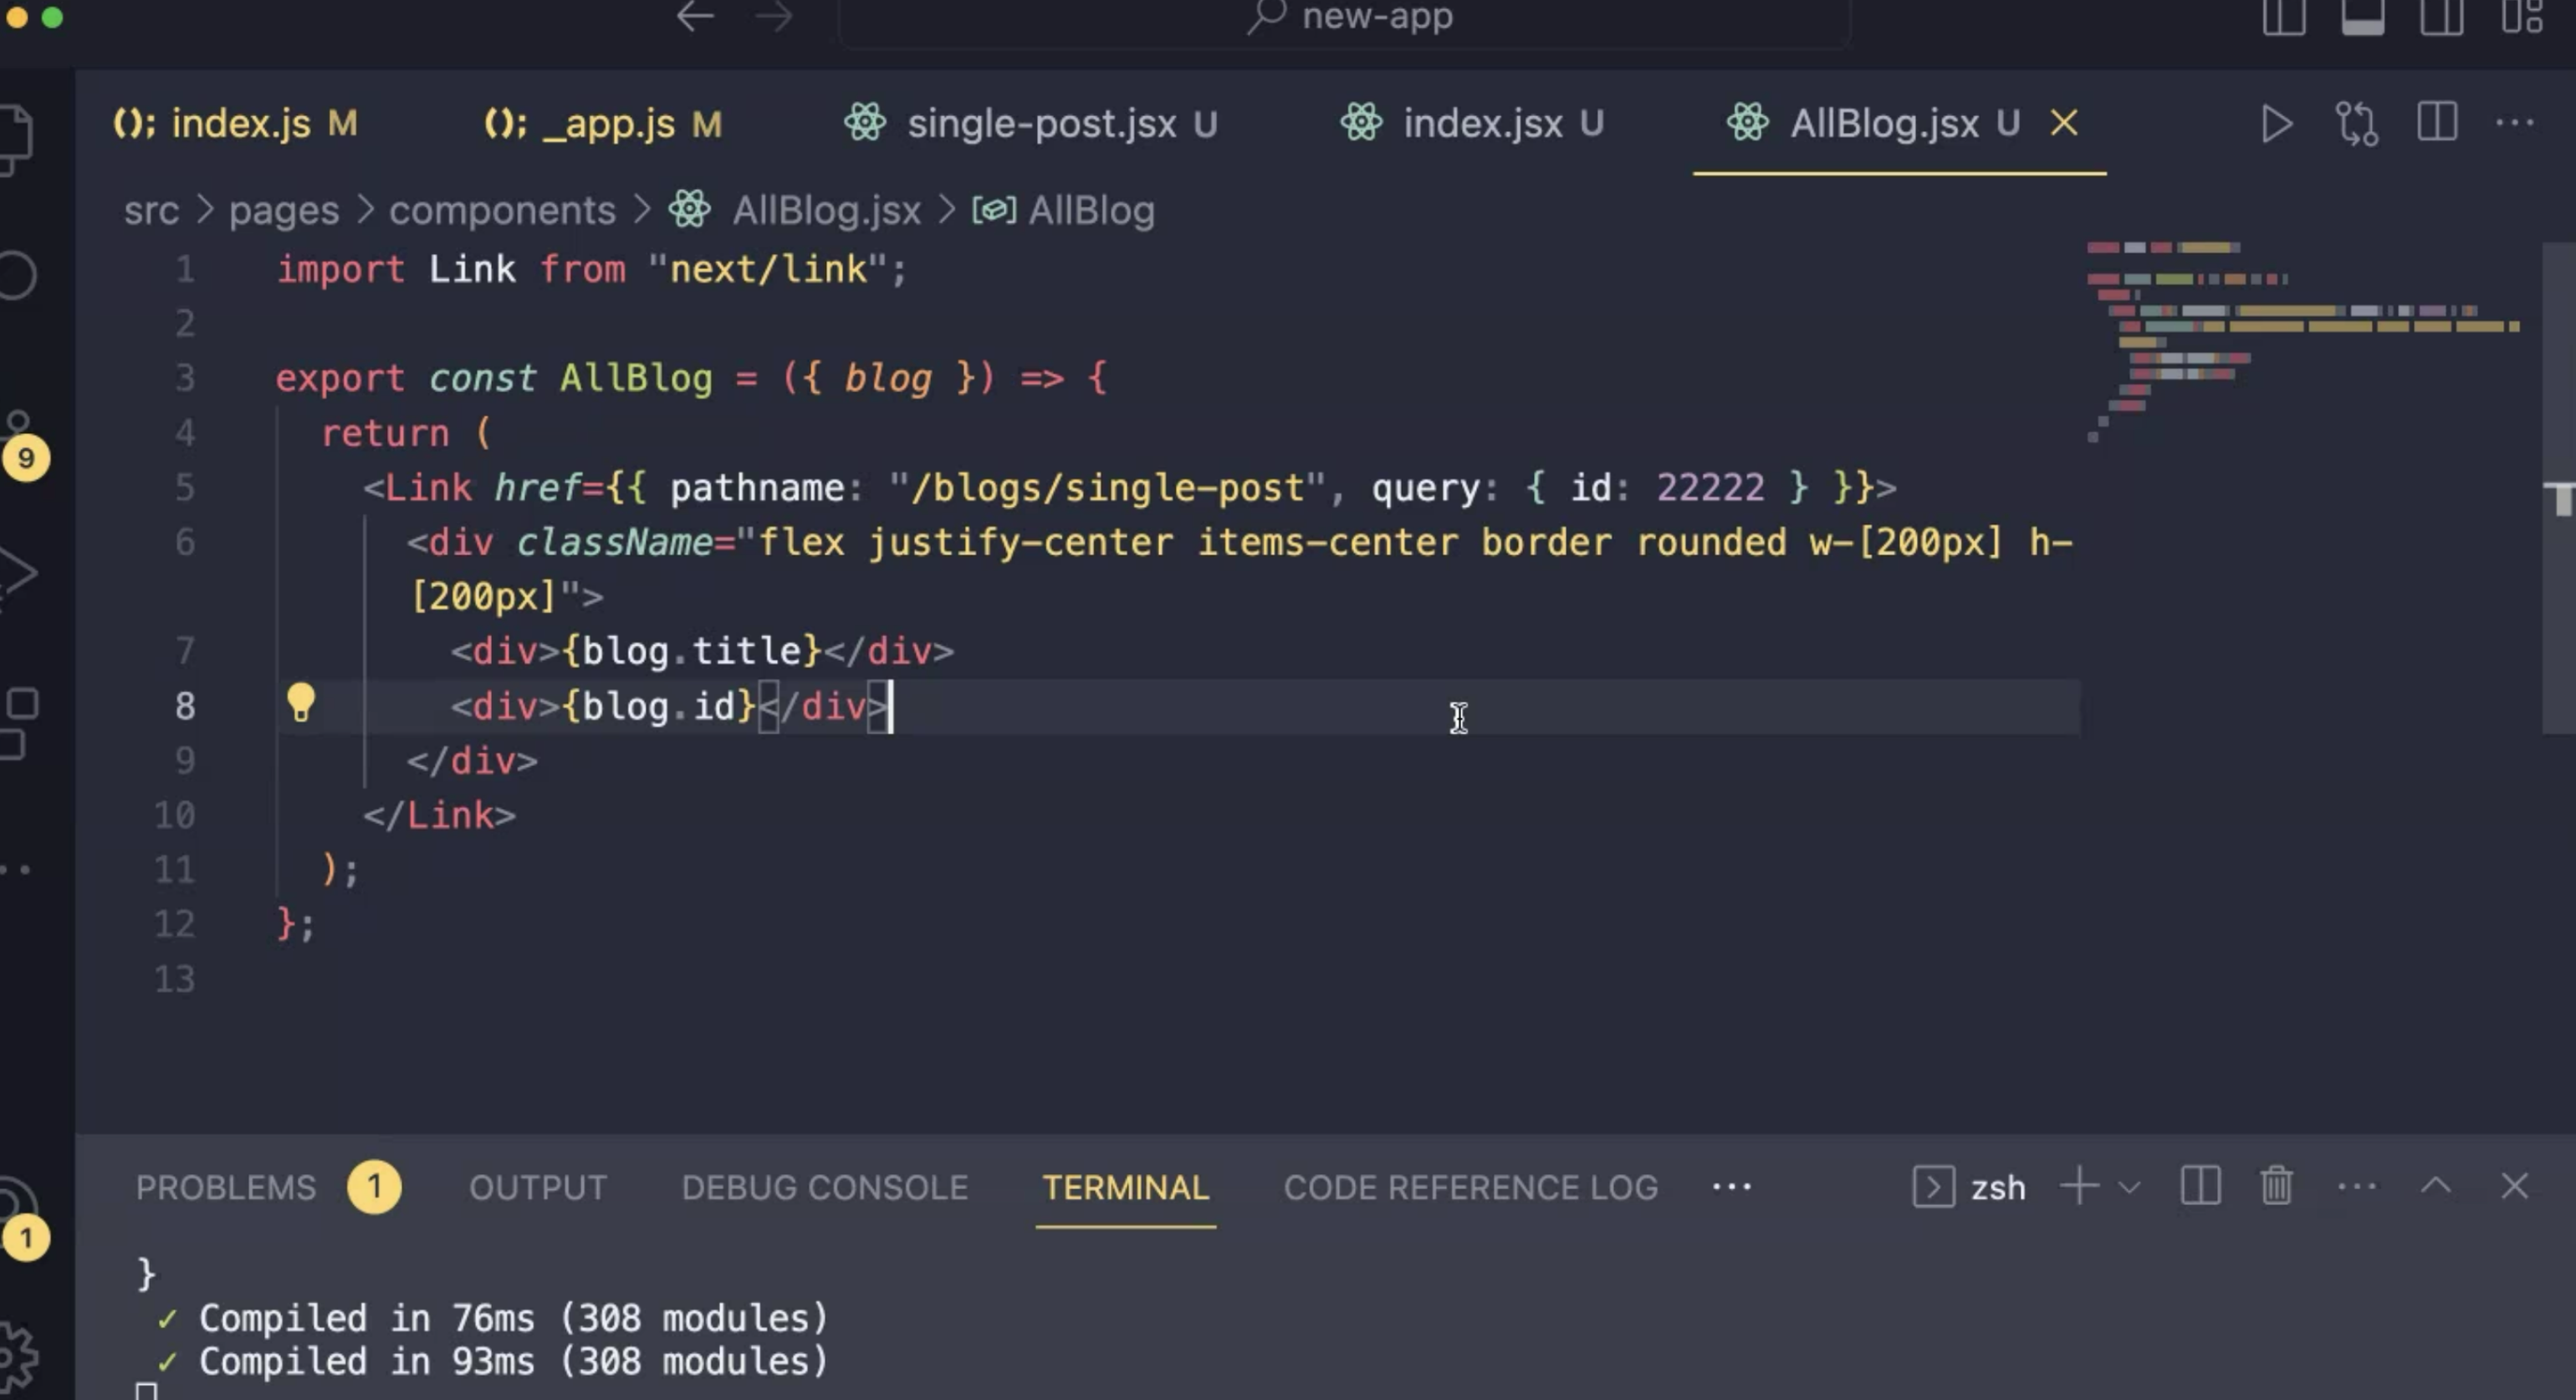 new-app
(); index.js M (); _app.js M single-post.jsx U index.jsx U AllBlog.jsx U
src > pages > components > AllBlog.jsx > AllBlog
1 import Link from "next/link";
2
3 export const AllBlog = ({ blog }) => {
4 return (
5 <Link href={{ pathname: "/blogs/single-post", query: { id: 22222 } }}>
6 <div className="flex justify-center items-center border rounded w-[200px] h-
[200px]">
7 <div>{blog.title}</div>
8 <div>{blog.id}</div>
9 </div>
10 </Link>
11 );
12 };
13
9
1
PROBLEMS 1 OUTPUT DEBUG CONSOLE TERMINAL CODE REFERENCE LOG ... zsh
}
✓ Compiled in 76ms (308 modules)
✓ Compiled in 93ms (308 modules)